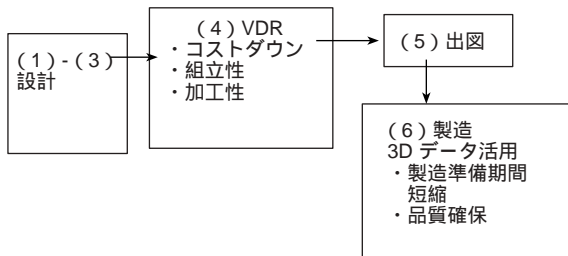 （1）-（3）
設計
（4）VDR
・コストダウン
・組立性
・加工性
（5）出図
（6）製造
3D データ活用
・製造準備期間
短縮
・品質確保